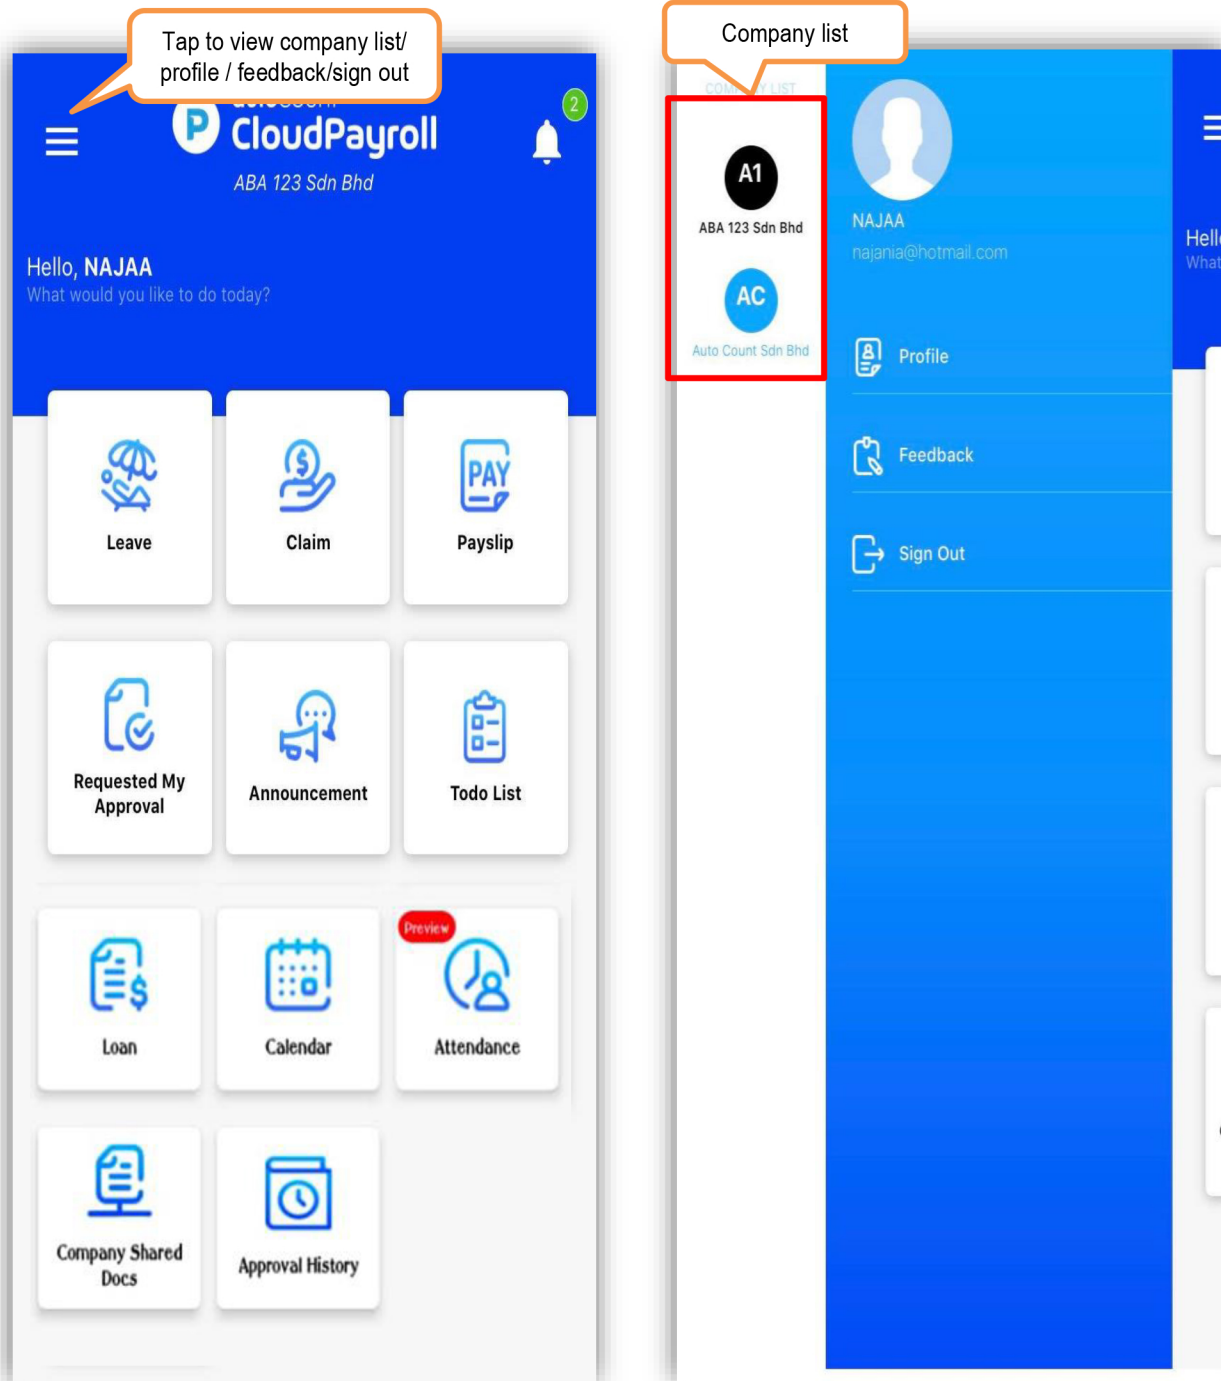 Tap to view company list/
profile / feedback/sign out
2
CloudPayroll
ABA 123 Sdn Bhd
Hello, NAJAA
What would you like to do today?
PAY
Leave
Claim
Payslip
Requested My
Approval
Announcement
Todo List
Preview
Loan
Calendar
Attendance
Company Shared
Docs
Approval History
Company list
A1
ABA 123 Sdn Bhd
AC
Auto Count Sdn Bhd
NAJAA
najania@hotmail.com
Profile
Feedback
Sign Out
What